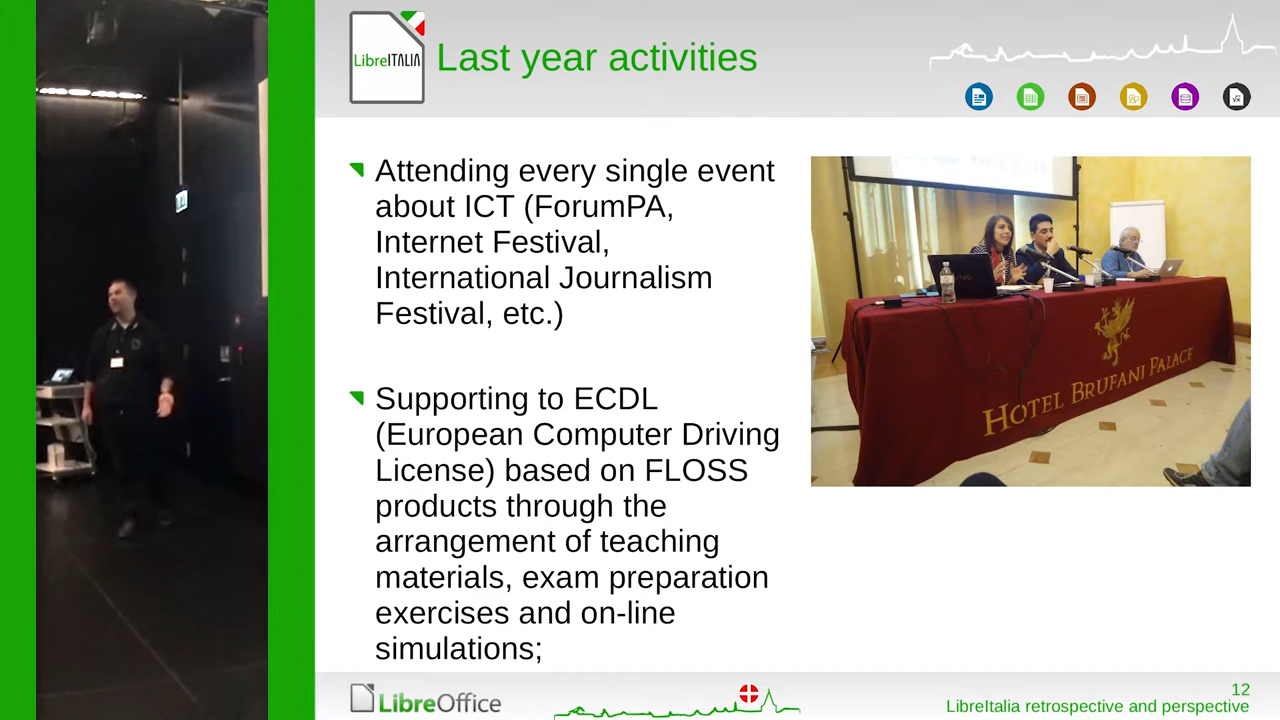 LibreITALIA
Last year activities
Attending every single event
about ICT (ForumPA,
Internet Festival,
International Journalism
Festival, etc.)
Supporting to ECDL
(European Computer Driving
License) based on FLOSS
products through the
arrangement of teaching
materials, exam preparation
exercises and on-line
simulations;
HOTEL BRUFANI PALACE
LibreOffice
12
LibreItalia retrospective and perspective